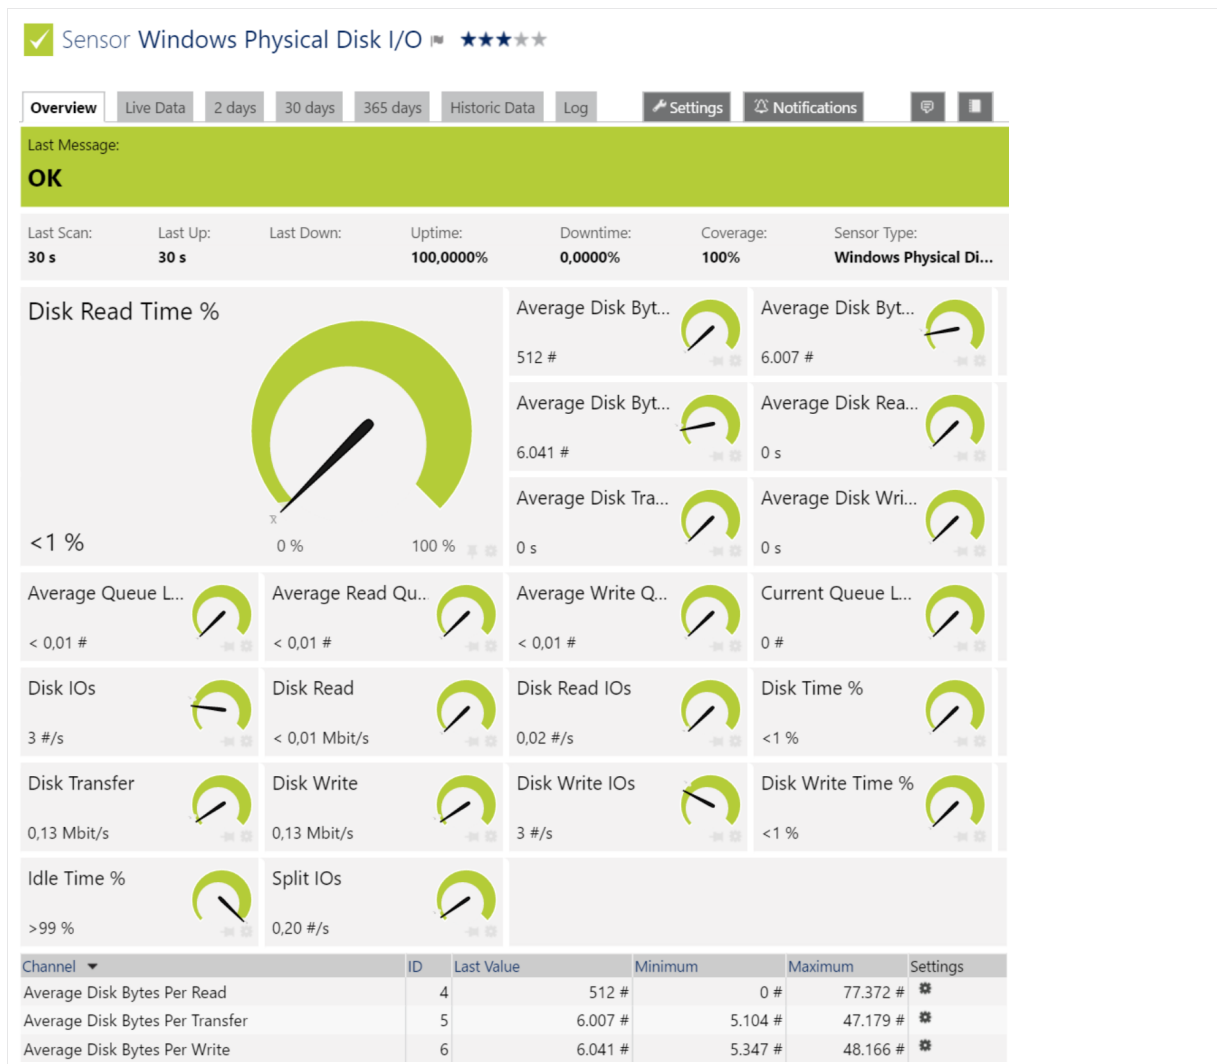 Sensor Windows Physical Disk I/O
Overview Live Data 2 days 30 days 365 days Historic Data Log Settings Notifications
Last Message:
OK
Last Scan: Last Up: Last Down: Uptime: Downtime: Coverage: Sensor Type:
30 s 30 s 100,0000% 0,0000% 100% Windows Physical Di...
Disk Read Time %
<1 %
0 % 100 %
Average Disk Byt...
512 #
Average Disk Byt...
6.007 #
Average Disk Byt...
6.041 #
Average Disk Rea...
0 s
Average Disk Tra...
0 s
Average Disk Wri...
0 s
Average Queue L...
< 0,01 #
Average Read Qu...
< 0,01 #
Average Write Q...
< 0,01 #
Current Queue L...
0 #
Disk IOs
3 #/s
Disk Read
< 0,01 Mbit/s
Disk Read IOs
0,02 #/s
Disk Time %
<1 %
Disk Transfer
0,13 Mbit/s
Disk Write
0,13 Mbit/s
Disk Write IOs
3 #/s
Disk Write Time %
<1 %
Idle Time %
>99 %
Split IOs
0,20 #/s
Channel ID Last Value Minimum Maximum Settings
Average Disk Bytes Per Read 4 512 # 0 # 77.372 #
Average Disk Bytes Per Transfer 5 6.007 # 5.104 # 47.179 #
Average Disk Bytes Per Write 6 6.041 # 5.347 # 48.166 #